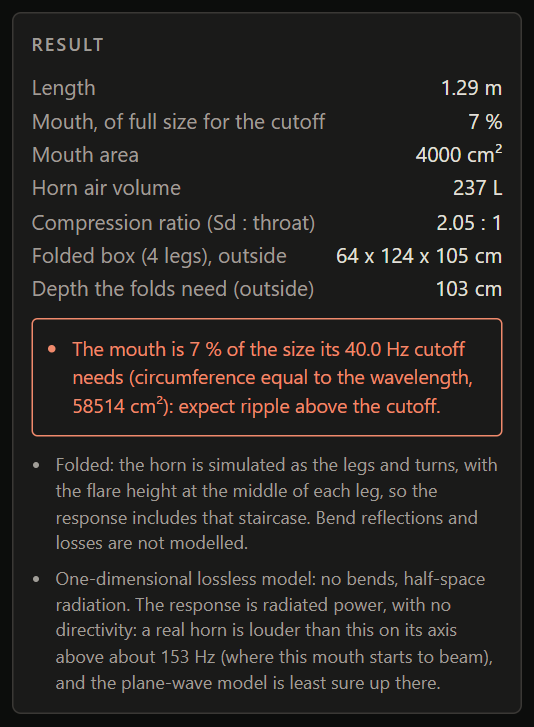 RESULT
Length 1.29 m
Mouth, of full size for the cutoff 7 %
Mouth area 4000 cm²
Horn air volume 237 L
Compression ratio (Sd : throat) 2.05 : 1
Folded box (4 legs), outside 64 x 124 x 105 cm
Depth the folds need (outside) 103 cm
• The mouth is 7 % of the size its 40.0 Hz cutoff
needs (circumference equal to the wavelength,
58514 cm²): expect ripple above the cutoff.
• Folded: the horn is simulated as the legs and turns, with
the flare height at the middle of each leg, so the
response includes that staircase. Bend reflections and
losses are not modelled.
• One-dimensional lossless model: no bends, half-space
radiation. The response is radiated power, with no
directivity: a real horn is louder than this on its axis
above about 153 Hz (where this mouth starts to beam),
and the plane-wave model is least sure up there.